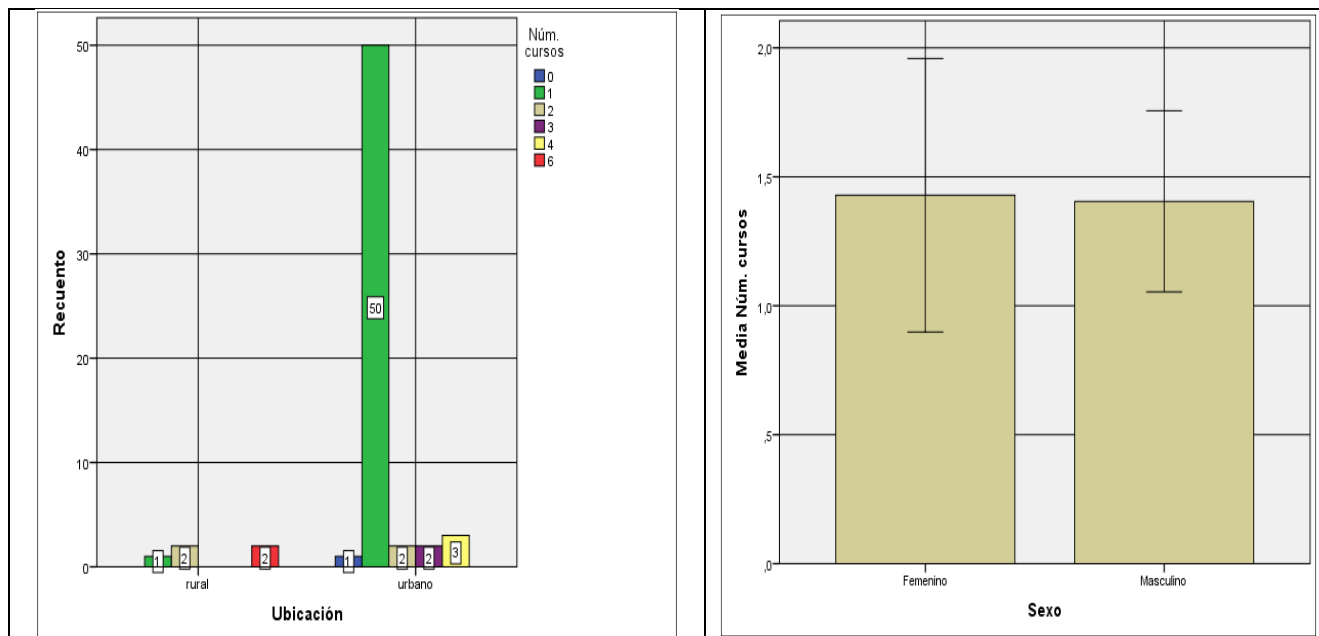 Núm.
cursos
0
1
2
3
4
6
50
40
30
20
10
0
Recuento
1
2
2
1
50
2
2
3
rural
urbano
Ubicación
2,0
1,5
1,0
,5
,0
Media Núm. cursos
Femenino
Masculino
Sexo